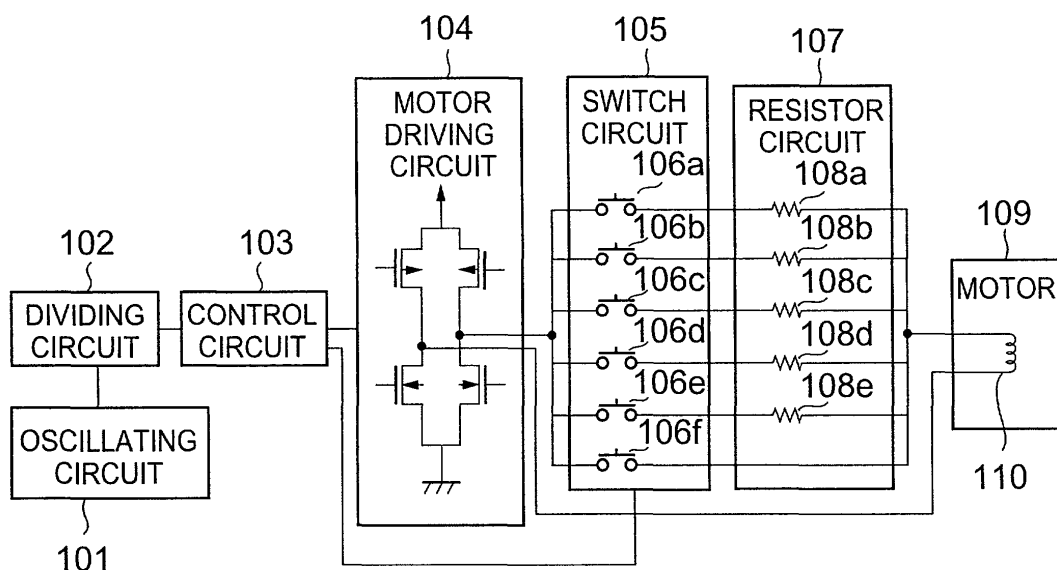 104
105
107
MOTOR
DRIVING
CIRCUIT
SWITCH
CIRCUIT
RESISTOR
CIRCUIT
106a
108a
106b
108b
109
102
103
106c
108c
MOTOR
DIVIDING
CIRCUIT
CONTROL
CIRCUIT
106d
108d
106e
108e
106f
OSCILLATING
CIRCUIT
110
101